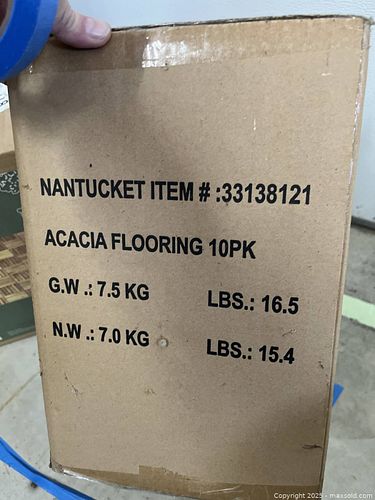 NANTUCKET ITEM # :33138121
ACACIA FLOORING 10PK
G.W .: 7.5 KG LBS.: 16.5
N.W .: 7.0 KG LBS.: 15.4
Copyright 2025 - maxsold.com